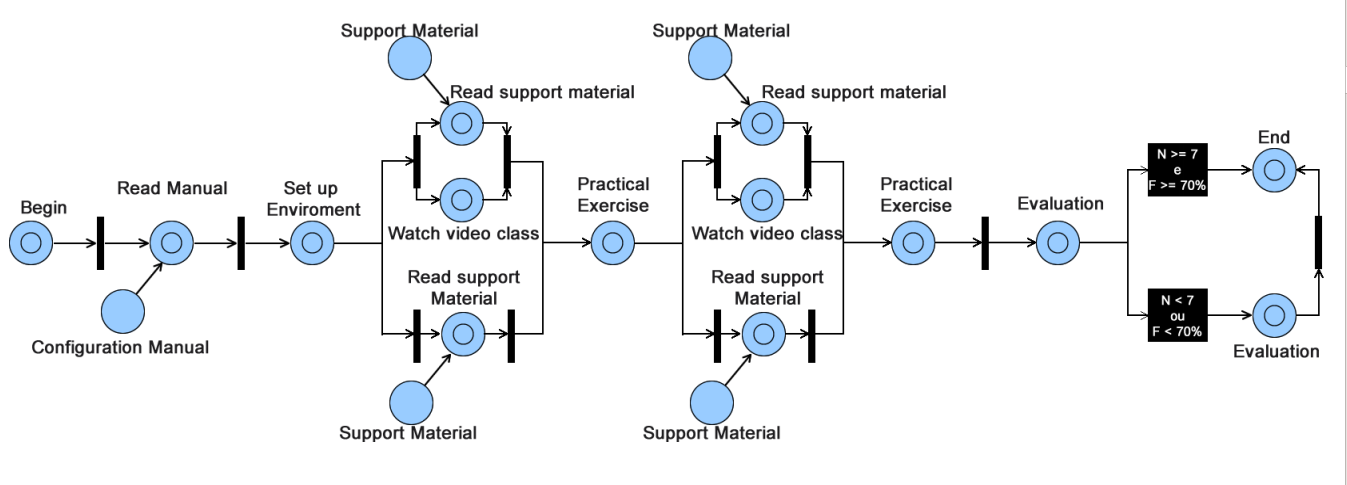 Support Material
Support Material
Read support material
Read support material
N >= 7
e
F >= 70%
End
Read Manual
Set up
Enviroment
Practical
Exercise
Practical
Exercise
Begin
Evaluation
Watch video class
Watch video class
Read support
Material
Read support
Material
N < 7
ou
F < 70%
Configuration Manual
Evaluation
Support Material
Support Material